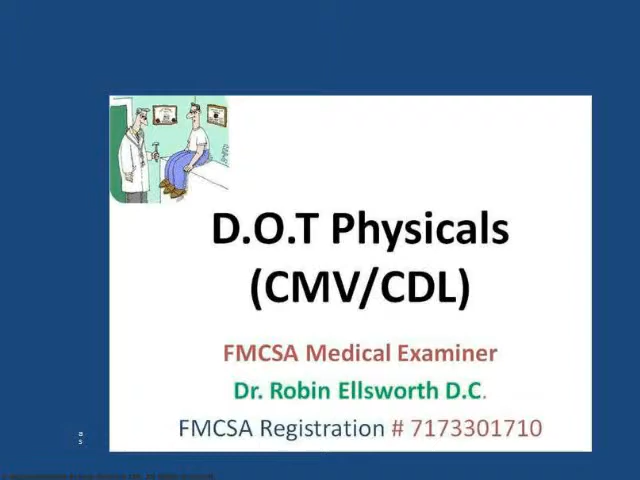 D.O.T Physicals
(CMV/CDL)
FMCSA Medical Examiner
Dr. Robin Ellsworth D.C.
FMCSA Registration # 7173301710
a
s